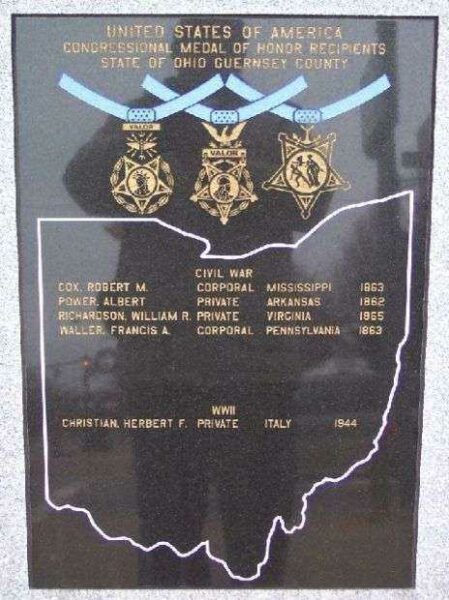 UNITED STATES OF AMERICA
CONGRESSIONAL MEDAL OF HONOR RECIPIENTS
STATE OF OHIO GUERNSEY COUNTY
VALOR VALOR
CIVIL WAR
COX, ROBERT M. CORPORAL MISSISSIPPI 1863
POWER, ALBERT PRIVATE ARKANSAS 1862
RICHARDSON, WILLIAM R. PRIVATE VIRGINIA 1865
WALLER, FRANCIS A. CORPORAL PENNSYLVANIA 1863
WWII
CHRISTIAN, HERBERT F. PRIVATE ITALY 1944